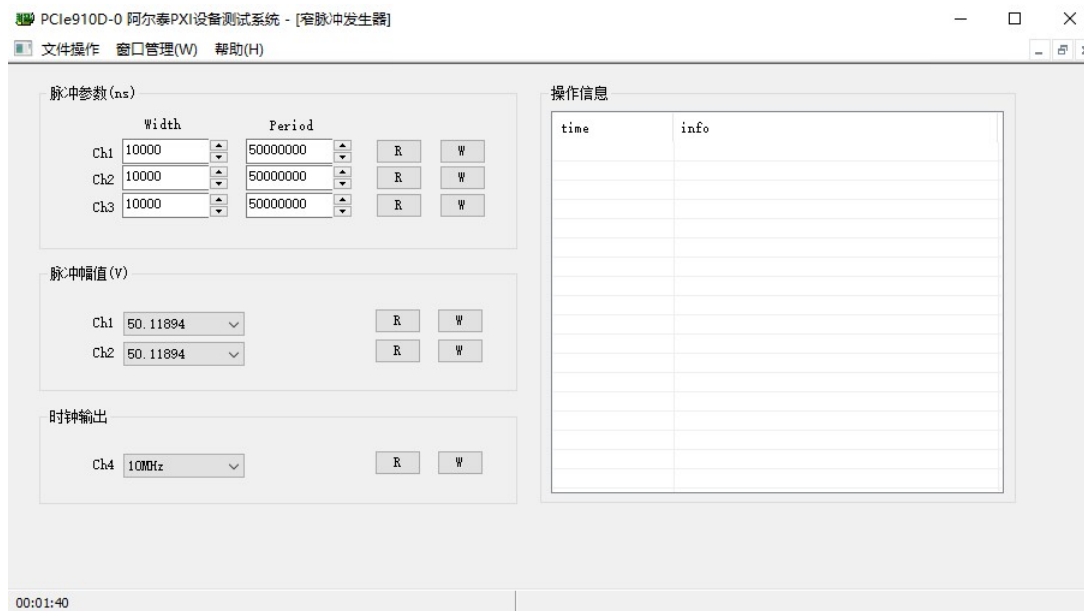 PCIe910D-0 阿尔泰PXI设备测试系统 - [窄脉冲发生器]
文件操作 窗口管理(W) 帮助(H)
脉冲参数(ns)
Width Period
Ch1 10000 50000000 R W
Ch2 10000 50000000 R W
Ch3 10000 50000000 R W
脉冲幅值(V)
Ch1 50.11894 R W
Ch2 50.11894 R W
时钟输出
Ch4 10MHz R W
操作信息
time info
00:01:40